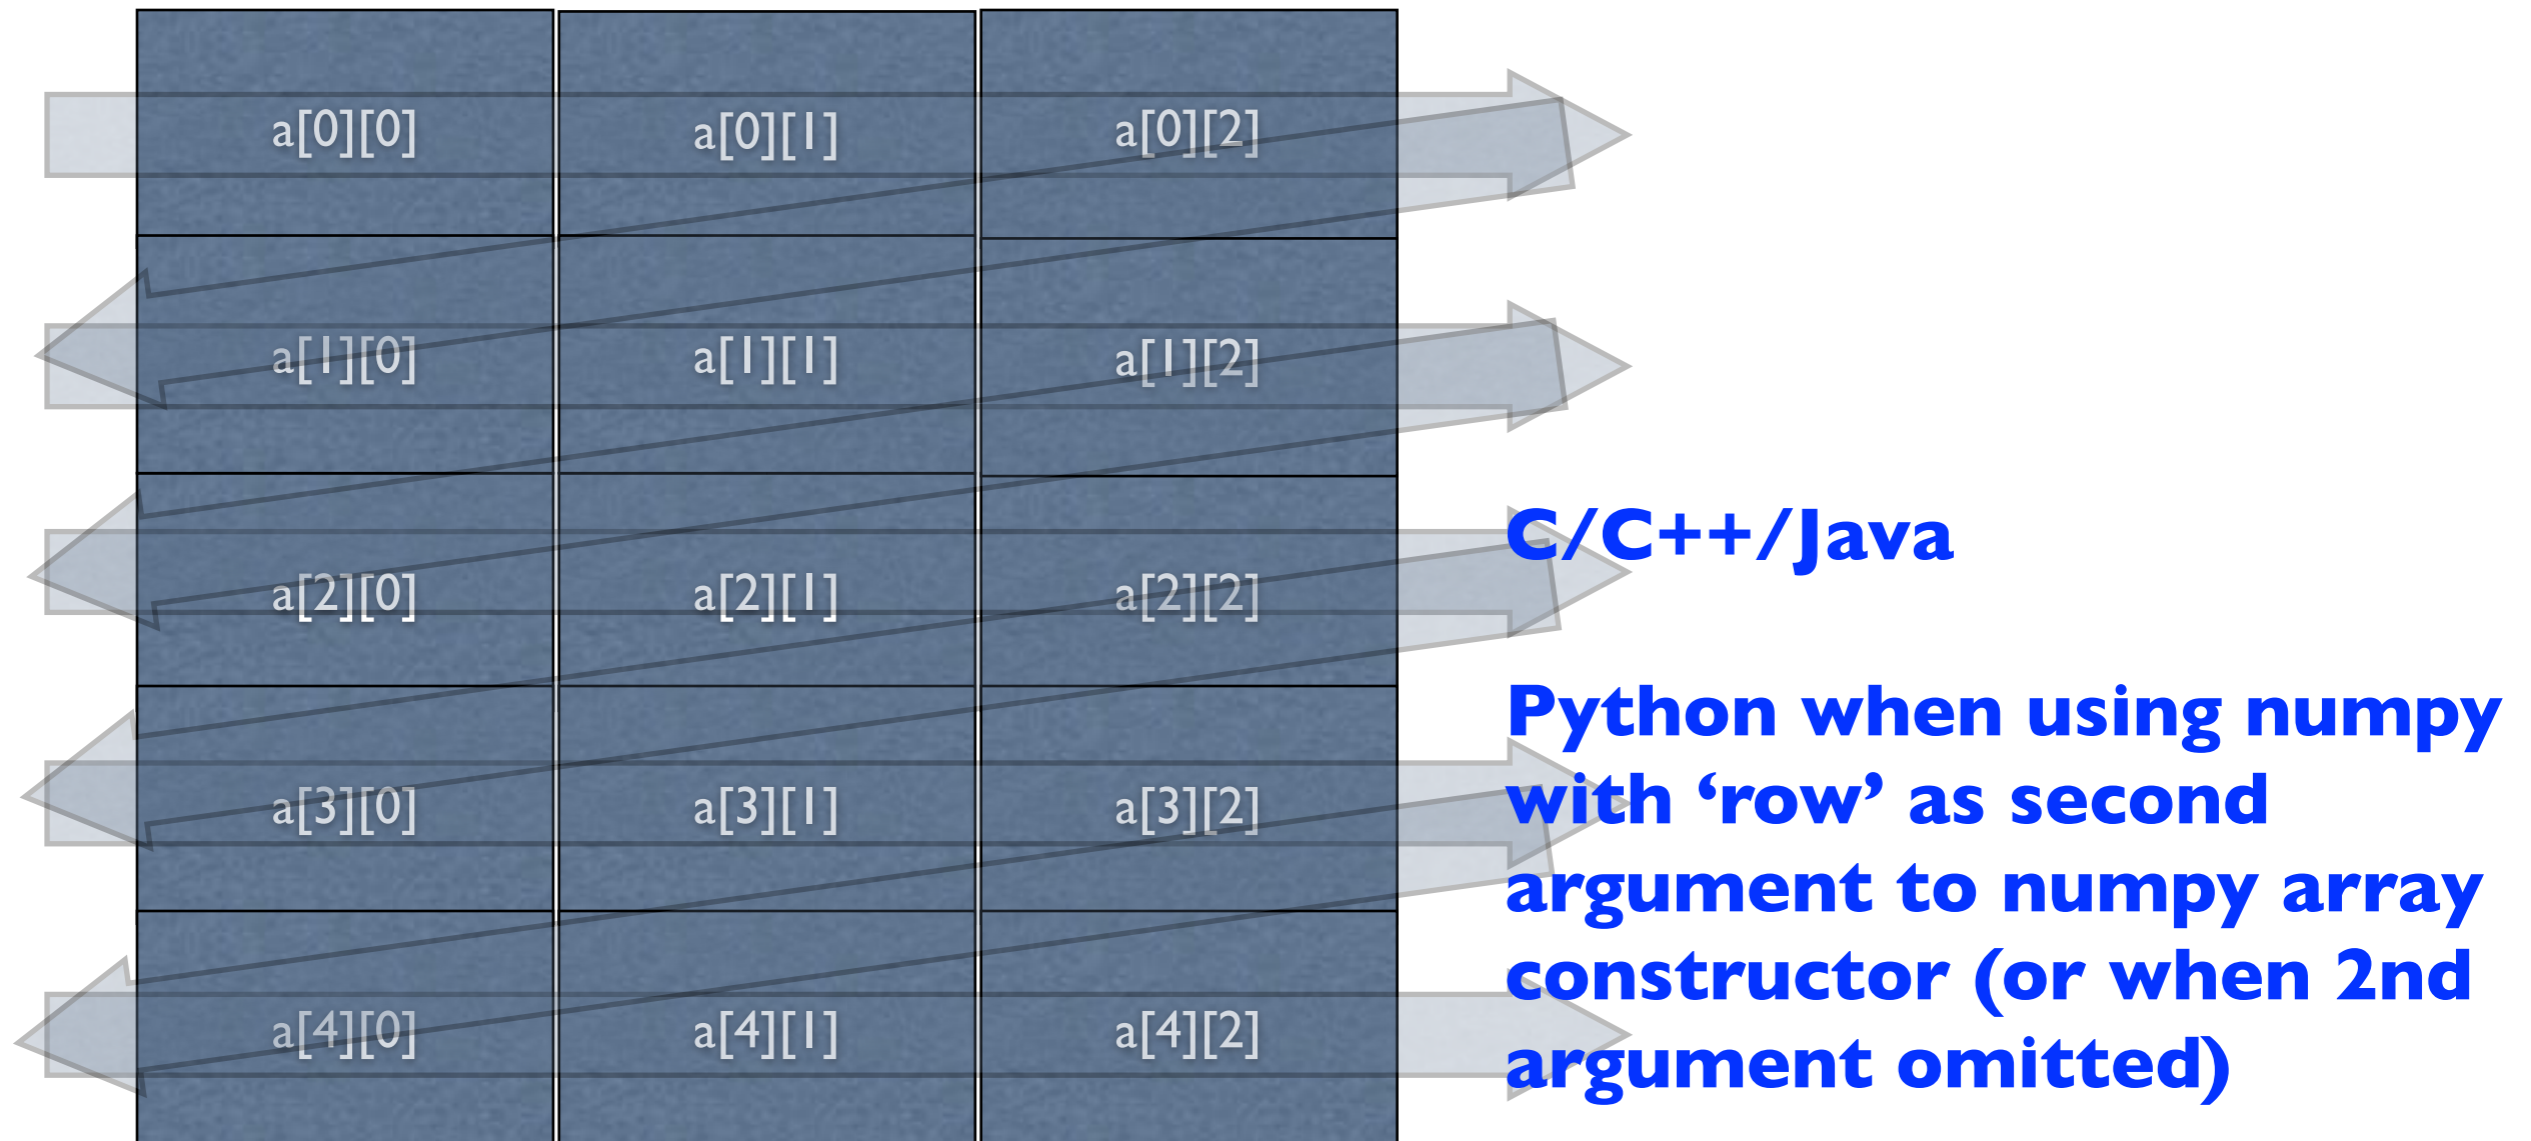 a[0][0] a[0][1] a[0][2]
a[1][0] a[1][1] a[1][2]
C/C++/Java
a[2][0] a[2][1] a[2][2]
Python when using numpy
with ‘row’ as second
a[3][0] a[3][1] a[3][2]
argument to numpy array
constructor (or when 2nd
a[4][0] a[4][1] a[4][2]
argument omitted)